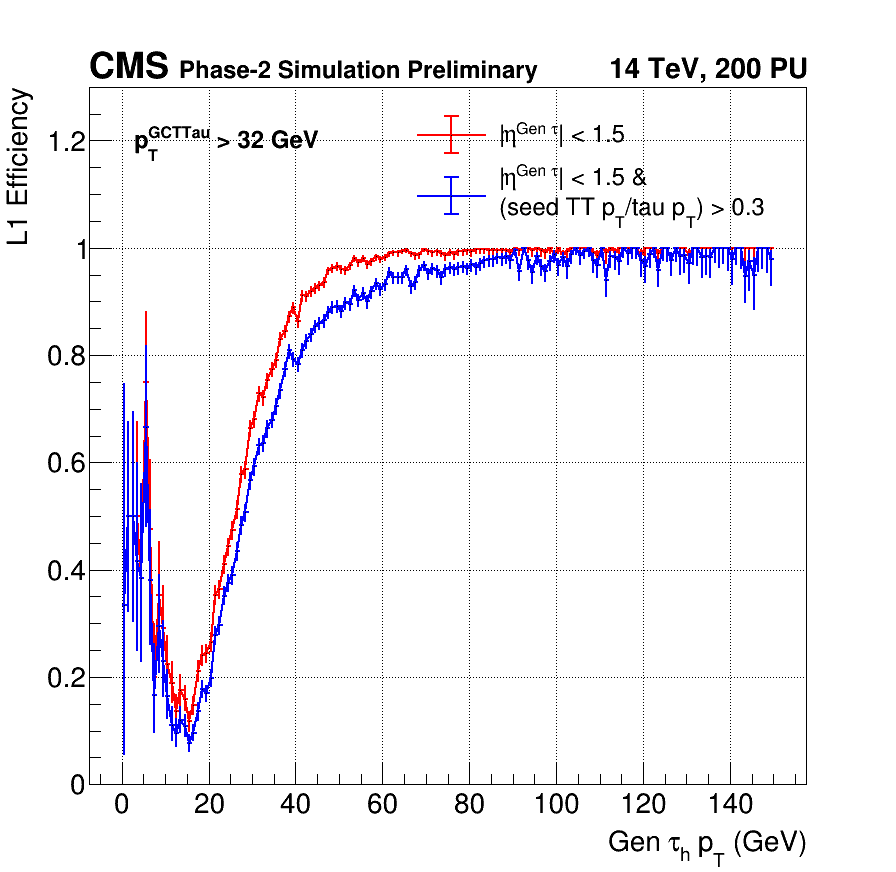 CMS Phase-2 Simulation Preliminary 14 TeV, 200 PU
L1 Efficiency
p_T^GCTTau > 32 GeV
|η^Gen τ| < 1.5
|η^Gen τ| < 1.5 &
(seed TT p_T/tau p_T) > 0.3
1.2
1
0.8
0.6
0.4
0.2
0
0 20 40 60 80 100 120 140
Gen τ_h p_T (GeV)